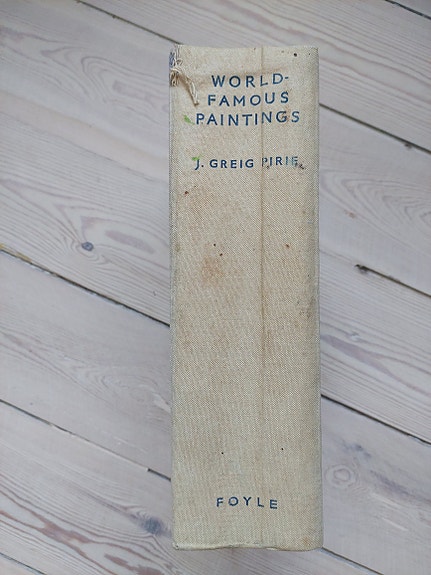 WORLD-
FAMOUS
PAINTINGS
J. GREIG PIRIE
FOYLE